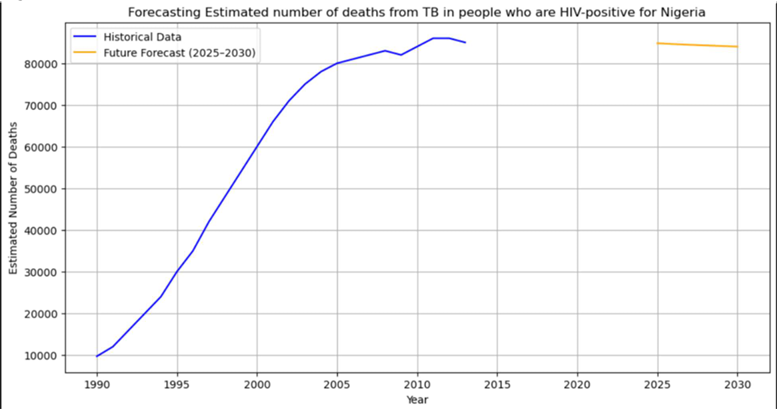 Forecasting Estimated number of deaths from TB in people who are HIV-positive for Nigeria
Historical Data
Future Forecast (2025–2030)
80000
70000
60000
50000
40000
30000
20000
10000
Estimated Number of Deaths
1990 1995 2000 2005 2010 2015 2020 2025 2030
Year